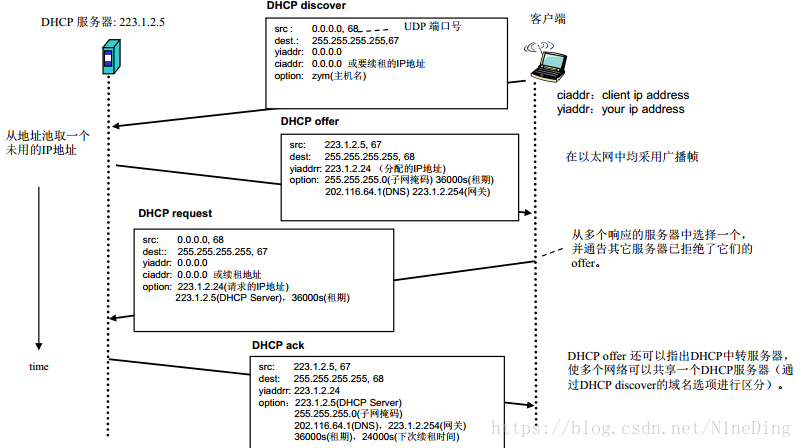 DHCP 服务器: 223.1.2.5
DHCP discover
src : 0.0.0.0, 68
UDP 端口号
dest.: 255.255.255.255,67
yiaddr: 0.0.0.0
ciaddr: 0.0.0.0 或要续租的IP地址
option: zym(主机名)
客户端
ciaddr：client ip address
yiaddr：your ip address
从地址池取一个
未用的IP地址
DHCP offer
src: 223.1.2.5, 67
dest: 255.255.255.255, 68
yiaddrr: 223.1.2.24 （分配的IP地址）
option: 255.255.255.0(子网掩码) 36000s(租期)
202.116.64.1(DNS) 223.1.2.254(网关)
在以太网中均采用广播帧
DHCP request
src: 0.0.0.0, 68
dest:: 255.255.255.255, 67
yiaddr: 0.0.0.0
ciaddr: 0.0.0.0 或续租地址
option: 223.1.2.24(请求的IP地址)
223.1.2.5(DHCP Server)，36000s(租期)
从多个响应的服务器中选择一个，
并通告其它服务器已拒绝了它们的
offer。
time
DHCP ack
src: 223.1.2.5, 67
dest: 255.255.255.255, 68
yiaddrr: 223.1.2.24
option：223.1.2.5(DHCP Server)
255.255.255.0(子网掩码)
202.116.64.1(DNS)，223.1.2.254(网关)
36000s(租期)，24000s(下次续租时间)
DHCP offer 还可以指出DHCP中转服务器，
使多个网络可以共享一个DHCP服务器（通
过DHCP discover的域名选项进行区分）。
https://blog.csdn.net/N1neDing